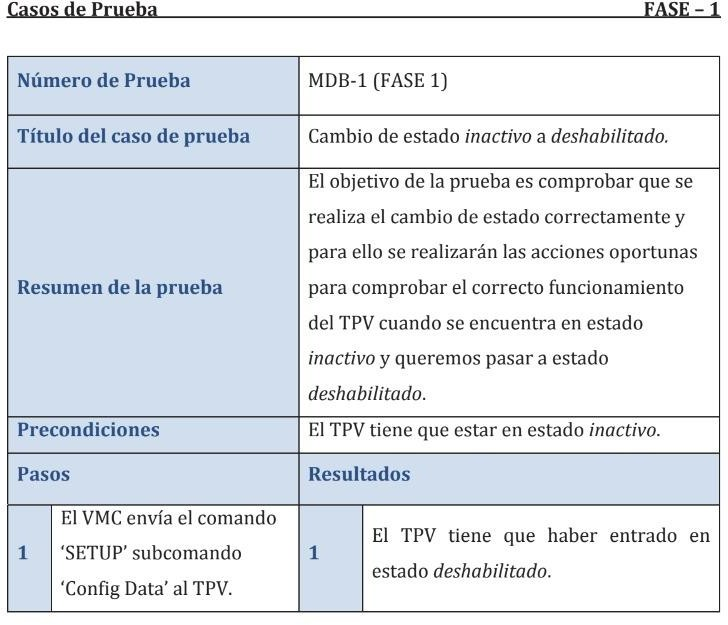 Casos de Prueba FASE – 1
Número de Prueba MDB-1 (FASE 1)
Título del caso de prueba Cambio de estado inactivo a deshabilitado.
Resumen de la prueba
El objetivo de la prueba es comprobar que se
realiza el cambio de estado correctamente y
para ello se realizarán las acciones oportunas
para comprobar el correcto funcionamiento
del TPV cuando se encuentra en estado
inactivo y queremos pasar a estado
deshabilitado.
Precondiciones El TPV tiene que estar en estado inactivo.
Pasos Resultados
1
El VMC envía el comando
‘SETUP’ subcomando
‘Config Data’ al TPV.
1
El TPV tiene que haber entrado en
estado deshabilitado.